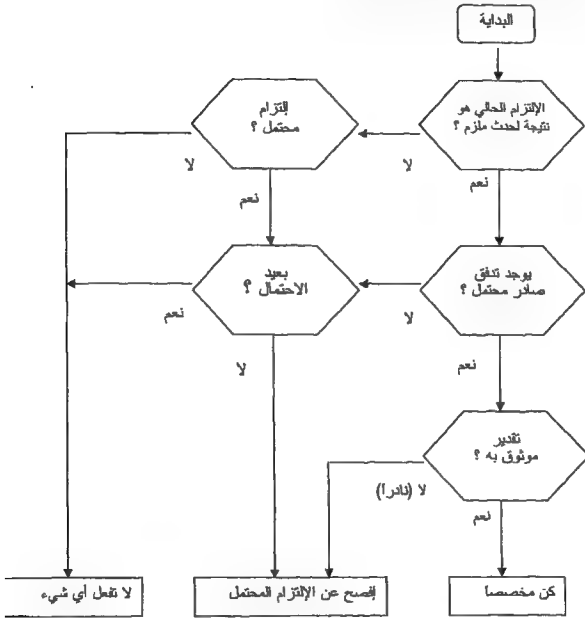 البداية
الإلتزام الحالي هو
نتيجة لحدث ملزم ؟
إلتزام
محتمل ؟
لا
لا
نعم
نعم
يوجد تدفق
صادر محتمل ؟
بعيد
الاحتمال ؟
لا
نعم
لا
نعم
تقدير
موثوق به ؟
لا (نادراً)
نعم
كن مخصصاً
إفصح عن الإلتزام المحتمل
لا تفعل أي شيء